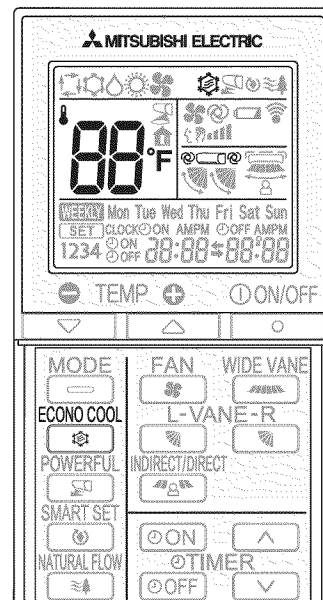 MITSUBISHI ELECTRIC
88°F
WEEKLY Mon Tue Wed Thu Fri Sat Sun
SET CLOCK ON AMPM OFF AMPM
1234 ON OFF 88:88 88:88
TEMP ON/OFF
MODE FAN WIDE VANE
ECONO COOL L-VANE-R
POWERFUL INDIRECT/DIRECT
SMART SET
ON
NATURAL FLOW TIMER
OFF